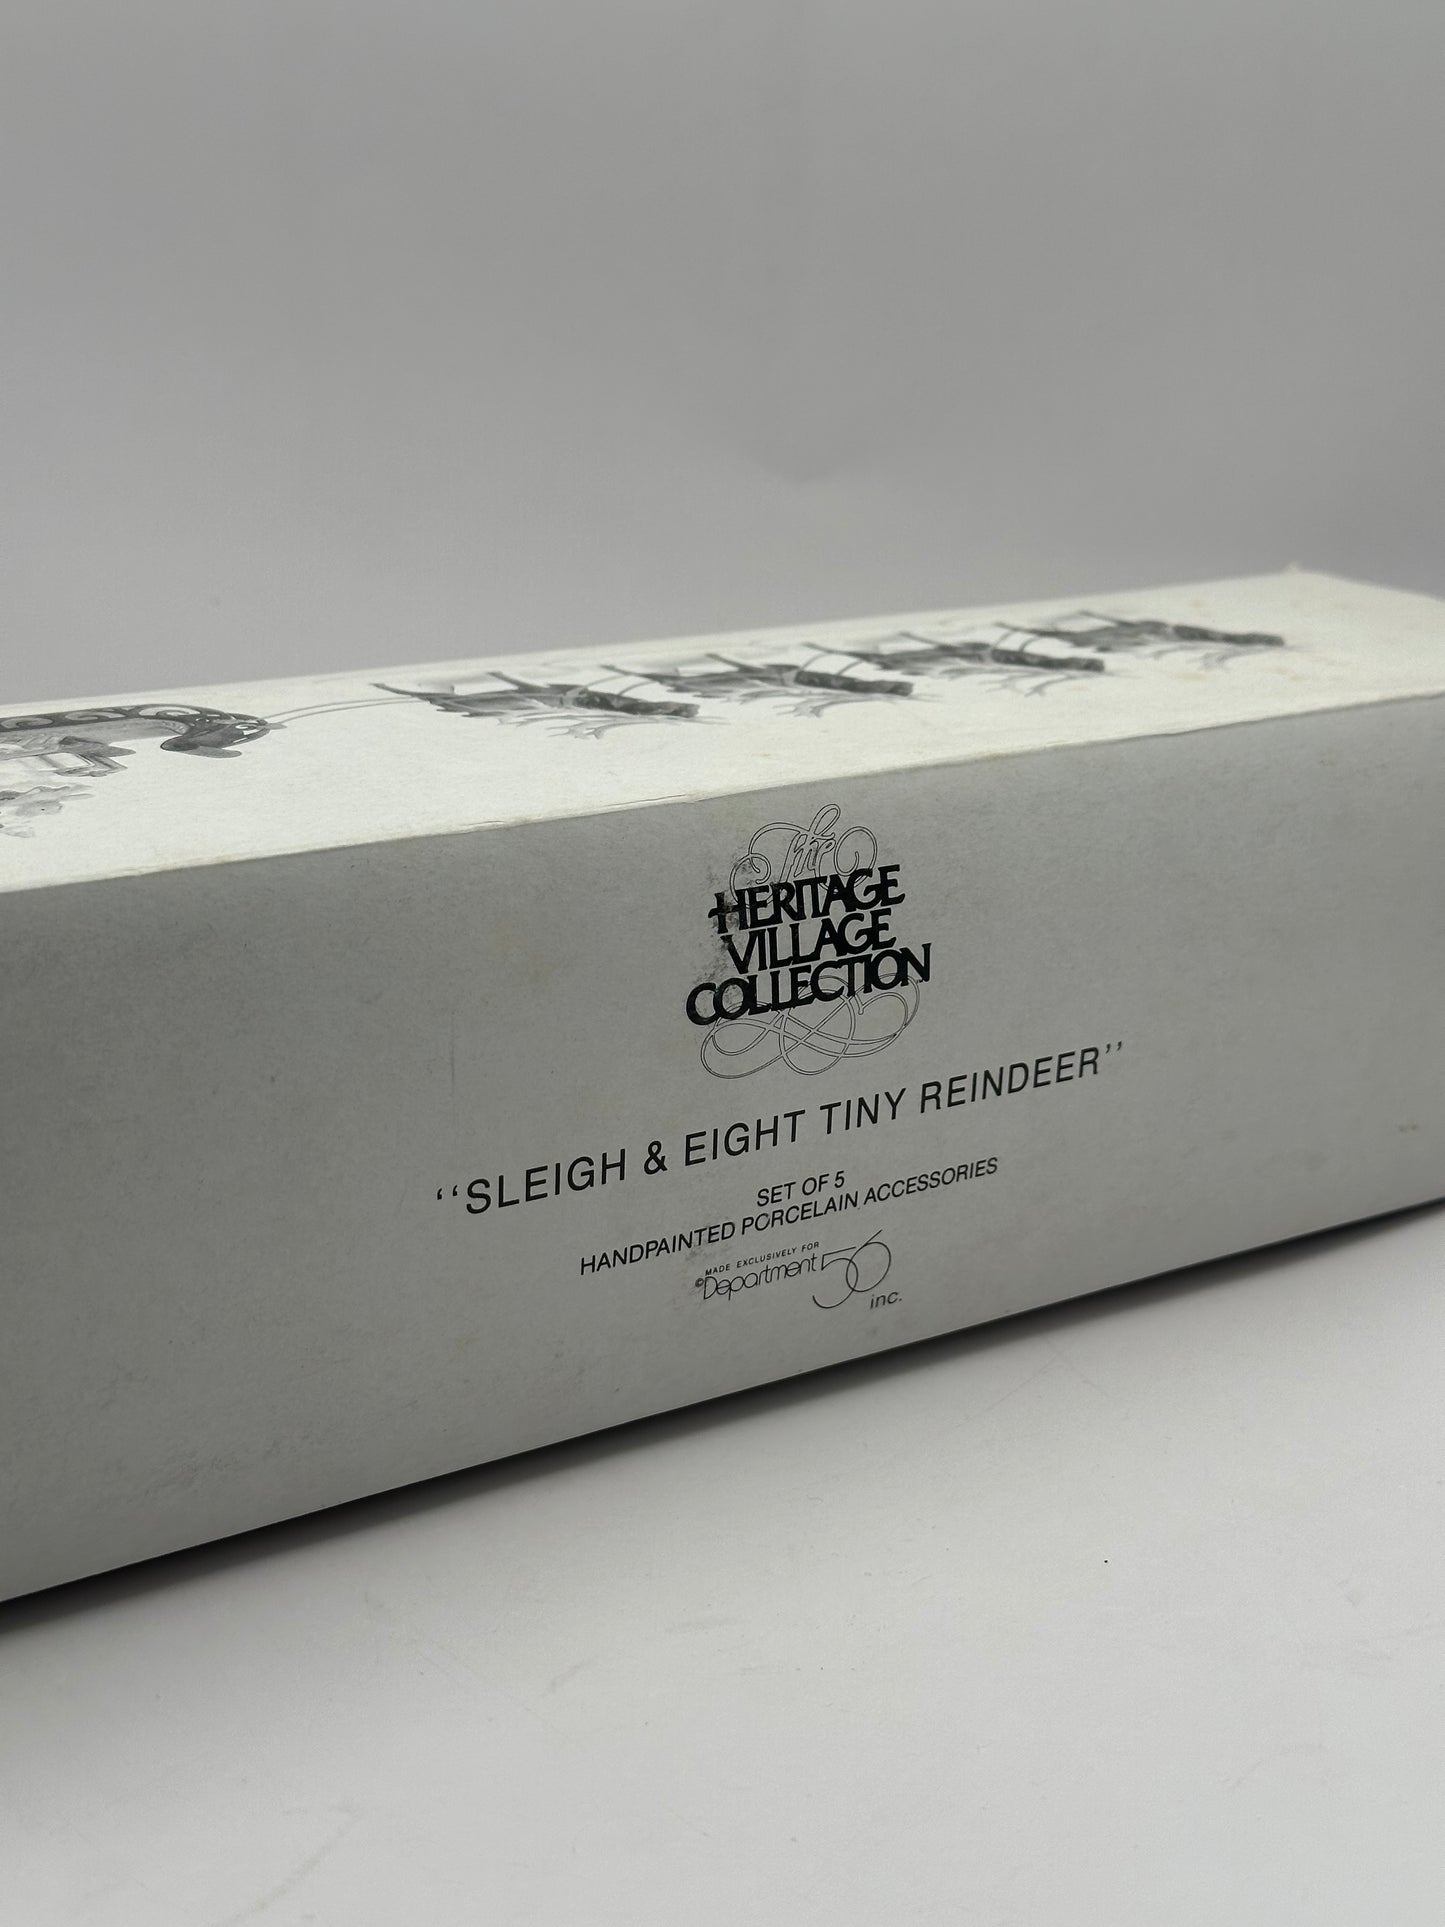 The
HERITAGE
VILLAGE
COLLECTION
‘‘SLEIGH & EIGHT TINY REINDEER’’
SET OF 5
HANDPAINTED PORCELAIN ACCESSORIES
MADE EXCLUSIVELY FOR
©Department 56
inc.